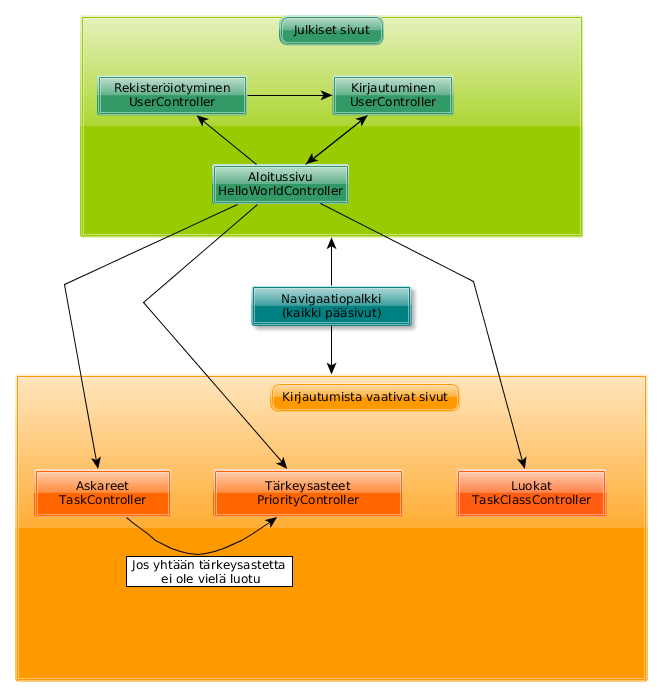 Julkiset sivut
Rekisteröiotyminen
UserController
Kirjautuminen
UserController
Aloitussivu
HelloWorldController
Navigaatiopalkki
(kaikki pääsivut)
Kirjautumista vaativat sivut
Askareet
TaskController
Tärkeysasteet
PriorityController
Luokat
TaskClassController
Jos yhtään tärkeysastetta
ei ole vielä luotu